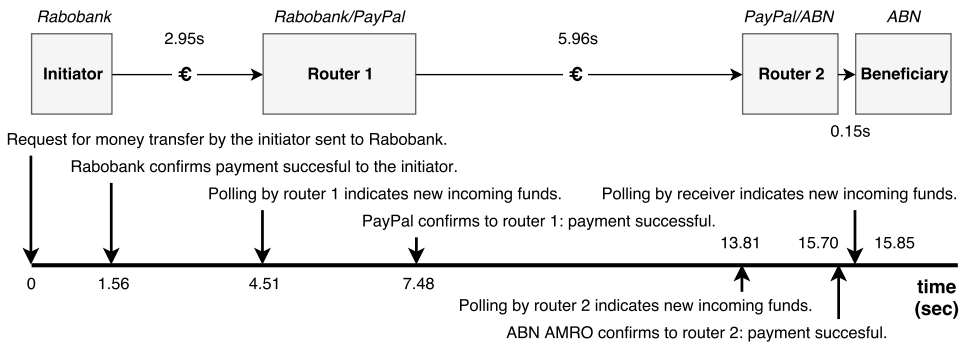 Rabobank
Rabobank/PayPal
PayPal/ABN
ABN
2.95s
5.96s
Initiator
€
Router 1
€
Router 2
Beneficiary
0.15s
Request for money transfer by the initiator sent to Rabobank.
Rabobank confirms payment succesful to the initiator.
Polling by router 1 indicates new incoming funds.
Polling by receiver indicates new incoming funds.
PayPal confirms to router 1: payment successful.
13.81
15.70
15.85
0
1.56
4.51
7.48
time
(sec)
Polling by router 2 indicates new incoming funds.
ABN AMRO confirms to router 2: payment succesful.